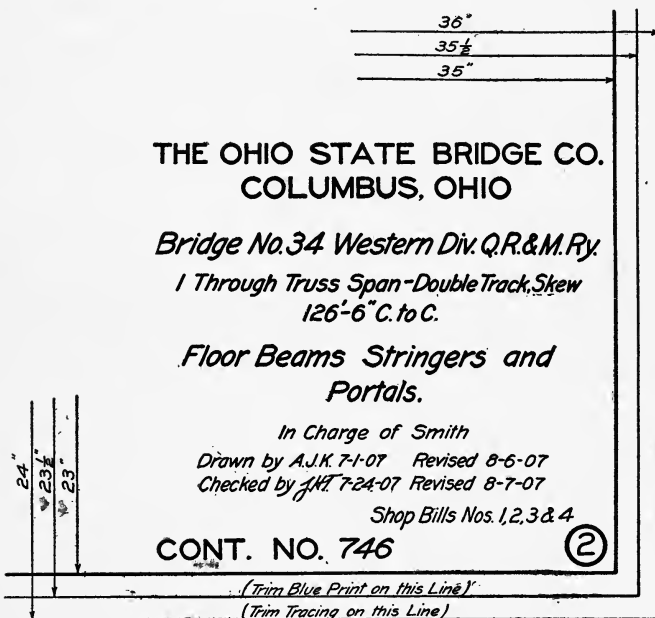 36"
35½"
35"
THE OHIO STATE BRIDGE CO.
COLUMBUS, OHIO
Bridge No. 34 Western Div. Q.R.&M.Ry.
1 Through Truss Span-Double Track, Skew
126'-6" C. to C.
Floor Beams Stringers and
Portals.
In Charge of Smith
Drawn by A.J.K. 7-1-07 Revised 8-6-07
Checked by 7-24-07 Revised 8-7-07
Shop Bills Nos. 1, 2, 3 & 4
CONT. NO. 746 2
24"
23½"
23"
(Trim Blue Print on this Line)
(Trim Tracing on this Line)